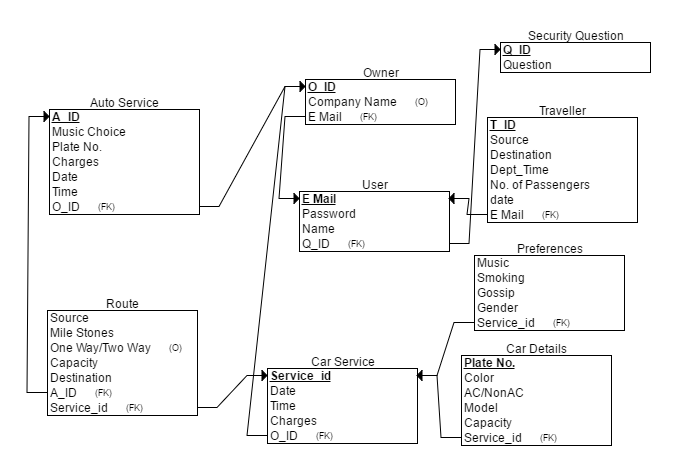 Security Question
Q_ID
Question
Owner
O_ID
Company Name (O)
E Mail (FK)
Auto Service
A_ID
Music Choice
Plate No.
Charges
Date
Time
O_ID (FK)
Traveller
T_ID
Source
Destination
Dept_Time
No. of Passengers
date
E Mail (FK)
User
E Mail
Password
Name
Q_ID (FK)
Preferences
Music
Smoking
Gossip
Gender
Service_id (FK)
Route
Source
Mile Stones
One Way/Two Way (O)
Capacity
Destination
A_ID (FK)
Service_id (FK)
Car Service
Service_id
Date
Time
Charges
O_ID (FK)
Car Details
Plate No.
Color
AC/NonAC
Model
Capacity
Service_id (FK)